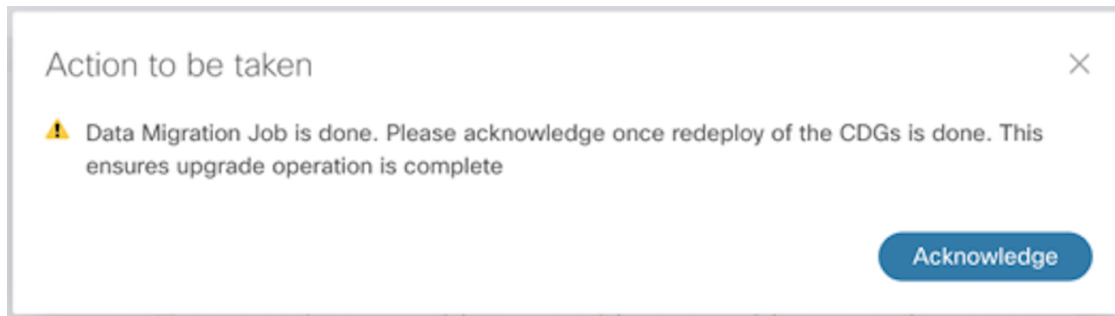 Action to be taken
Data Migration Job is done. Please acknowledge once redeploy of the CDGs is done. This
ensures upgrade operation is complete
Acknowledge